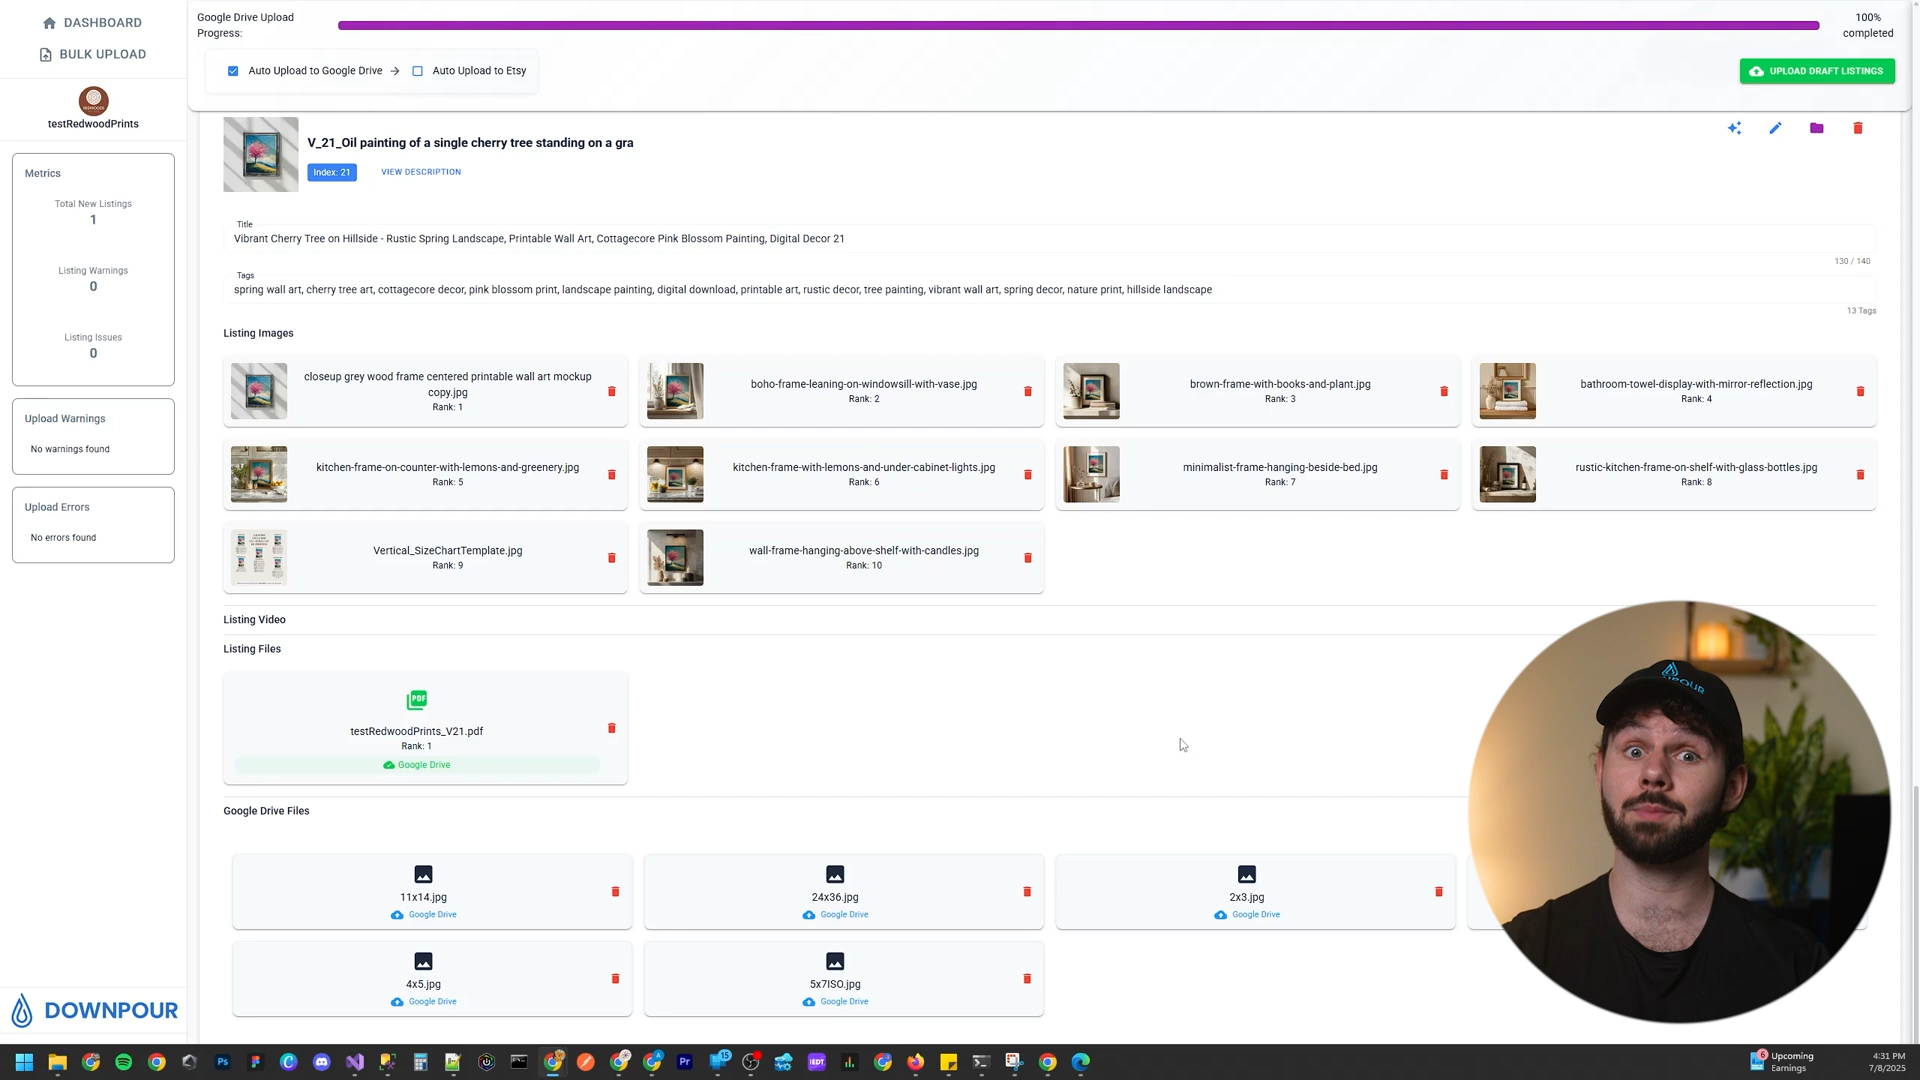 DASHBOARD
BULK UPLOAD
testRedwoodPrints
Metrics
Total New Listings
1
Listing Warnings
0
Listing Issues
0
Upload Warnings
No warnings found
Upload Errors
No errors found
DOWNPOUR
Google Drive Upload
Progress:
100%
completed
Auto Upload to Google Drive → Auto Upload to Etsy
UPLOAD DRAFT LISTINGS
V_21_Oil painting of a single cherry tree standing on a gra
Index: 21 VIEW DESCRIPTION
Title
Vibrant Cherry Tree on Hillside - Rustic Spring Landscape, Printable Wall Art, Cottagecore Pink Blossom Painting, Digital Decor 21
130 / 140
Tags
spring wall art, cherry tree art, cottagecore decor, pink blossom print, landscape painting, digital download, printable art, rustic decor, tree painting, vibrant wall art, spring decor, nature print, hillside landscape
13 Tags
Listing Images
closeup grey wood frame centered printable wall art mockup
copy.jpg
Rank: 1
boho-frame-leaning-on-windowsill-with-vase.jpg
Rank: 2
brown-frame-with-books-and-plant.jpg
Rank: 3
bathroom-towel-display-with-mirror-reflection.jpg
Rank: 4
kitchen-frame-on-counter-with-lemons-and-greenery.jpg
Rank: 5
kitchen-frame-with-lemons-and-under-cabinet-lights.jpg
Rank: 6
minimalist-frame-hanging-beside-bed.jpg
Rank: 7
rustic-kitchen-frame-on-shelf-with-glass-bottles.jpg
Rank: 8
Vertical_SizeChartTemplate.jpg
Rank: 9
wall-frame-hanging-above-shelf-with-candles.jpg
Rank: 10
Listing Video
Listing Files
PDF
testRedwoodPrints_V21.pdf
Rank: 1
Google Drive
Google Drive Files
11x14.jpg
Google Drive
24x36.jpg
Google Drive
2x3.jpg
Google Drive
4x5.jpg
Google Drive
5x7ISO.jpg
Google Drive
Ps
Pr
15
IEDT
6
Upcoming
Earnings
4:31 PM
7/8/2025